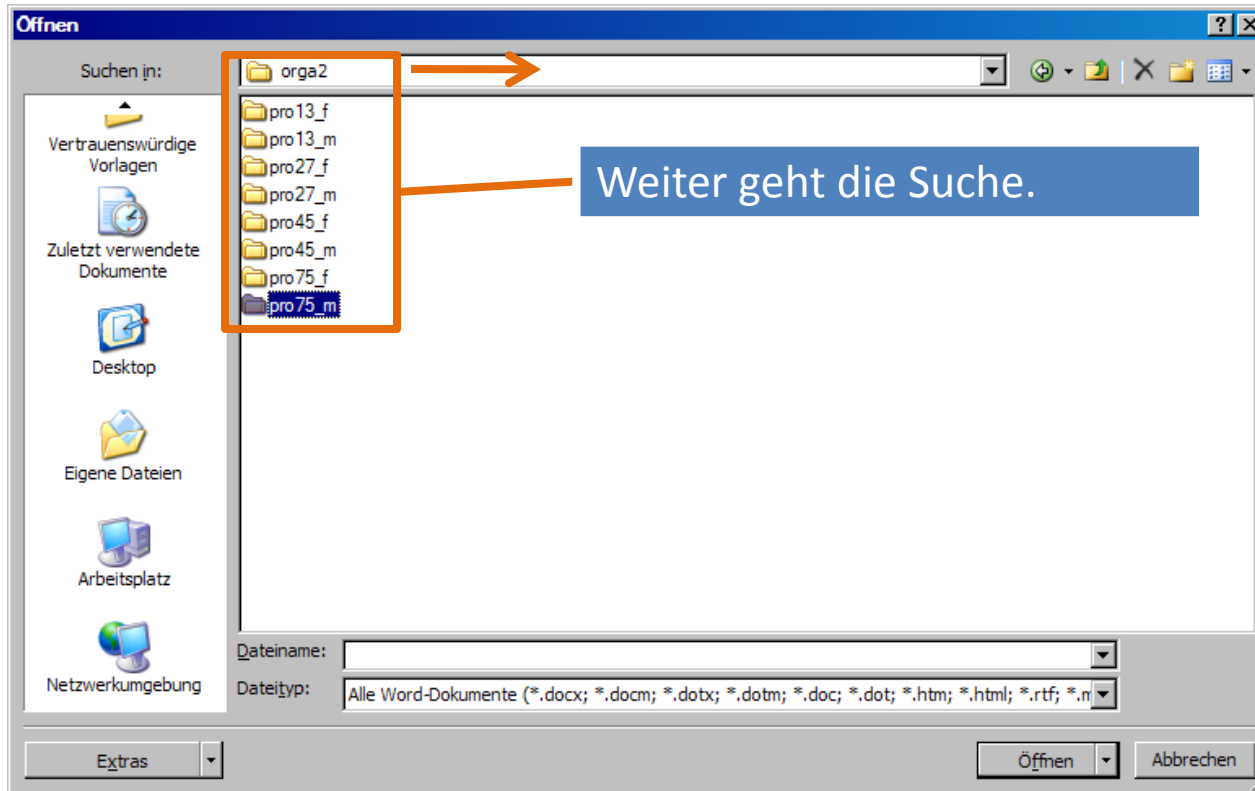 Öffnen
Suchen in:
orga2
Vertrauenswürdige
Vorlagen
Zuletzt verwendete
Dokumente
Desktop
Eigene Dateien
Arbeitsplatz
Netzwerkumgebung
pro13_f
pro13_m
pro27_f
pro27_m
pro45_f
pro45_m
pro75_f
pro75_m
Weiter geht die Suche.
Dateiname:
Dateityp:
Alle Word-Dokumente (*.docx; *.docm; *.dotx; *.dotm; *.doc; *.dot; *.htm; *.html; *.rtf; *.m
Extras
Öffnen
Abbrechen